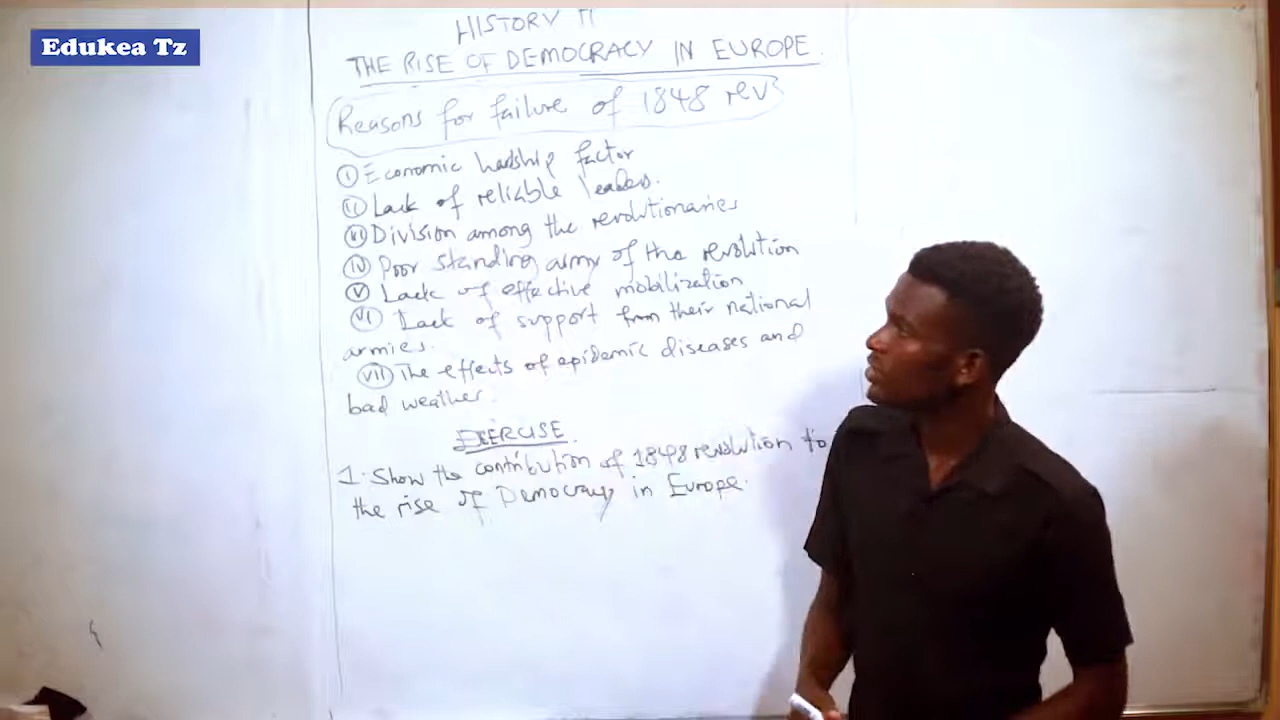 Edukea Tz
HISTORY II
THE RISE OF DEMOCRACY IN EUROPE.
Reasons for failure of 1848 rev
(i) Economic hadship factor
(ii) Lack of reliable leaders.
(iii) Division among the revolutionaries
(iv) Poor standing army of the revolution
(v) Lack of effective mobilization
(vi) Lack of support from their national
armies.
(vii) The effects of epidemic diseases and
bad weather.
EXERCISE.
1. Show the contribution of 1848 revolution to
the rise of Democracy in Europe.